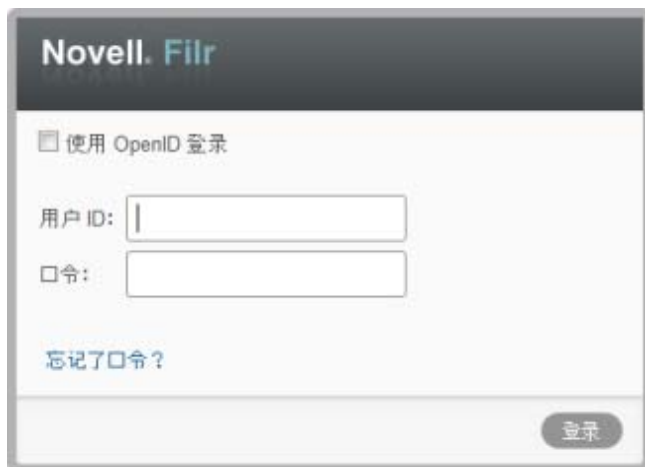 Novell. Filr
使用 OpenID 登录
用户 ID:
口令:
忘记了口令？
登录